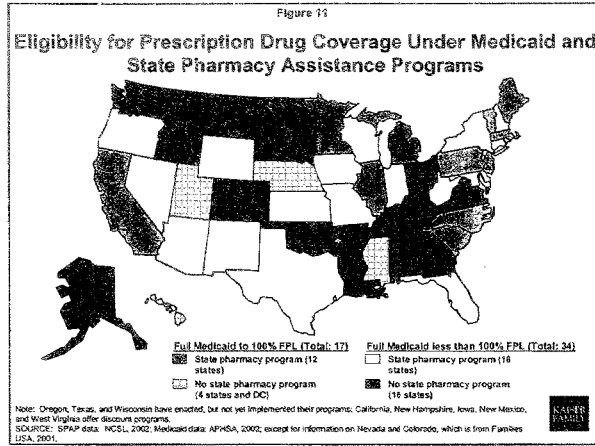 Figure 11
Eligibility for Prescription Drug Coverage Under Medicaid and
State Pharmacy Assistance Programs
Full Medicaid to 100% FPL (Total: 17)
State pharmacy program (12
states)
No state pharmacy program
(4 states and DC)
Full Medicaid less than 100% FPL (Total: 34)
State pharmacy program (18
states)
No state pharmacy program
(16 states)
Note: Oregon, Texas, and Wisconsin have enacted, but not yet implemented their programs; California, New Hampshire, Iowa, New Mexico,
and West Virginia offer discount programs.
SOURCE: SPAP data: NCSL, 2002; Medicaid data: APHSA, 2002; except for information on Nevada and Colorado, which is from Families
USA, 2001.
KAISER
FAMILY